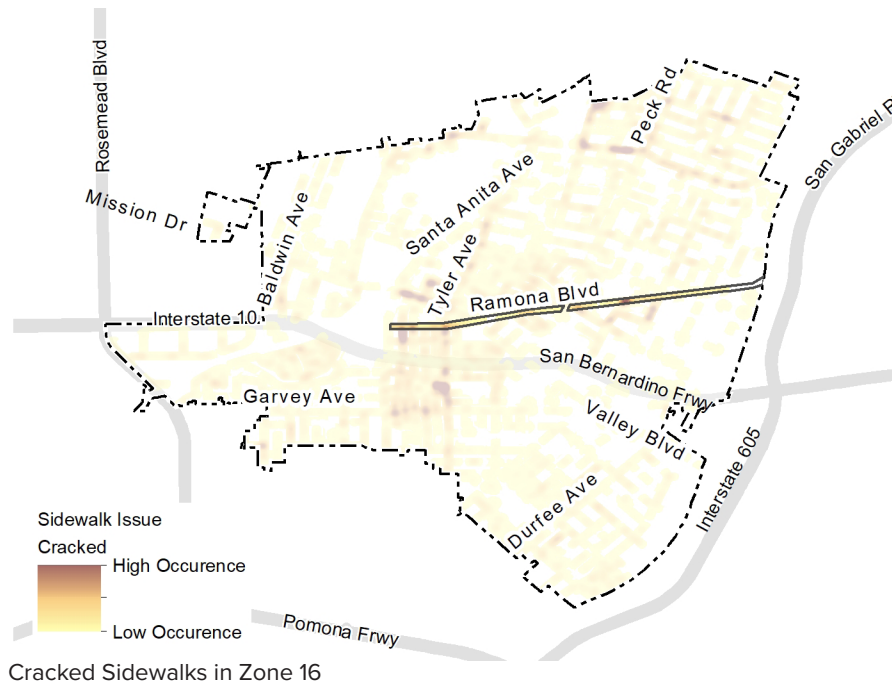 Rosemead Blvd
Peck Rd
San Gabriel R
Mission Dr
Baldwin Ave
Santa Anita Ave
Tyler Ave
Ramona Blvd
Interstate 10
San Bernardino Frwy
Garvey Ave
Valley Blvd
Interstate 605
Durfee Ave
Sidewalk Issue
Cracked
High Occurence
Low Occurence
Pomona Frwy
Cracked Sidewalks in Zone 16